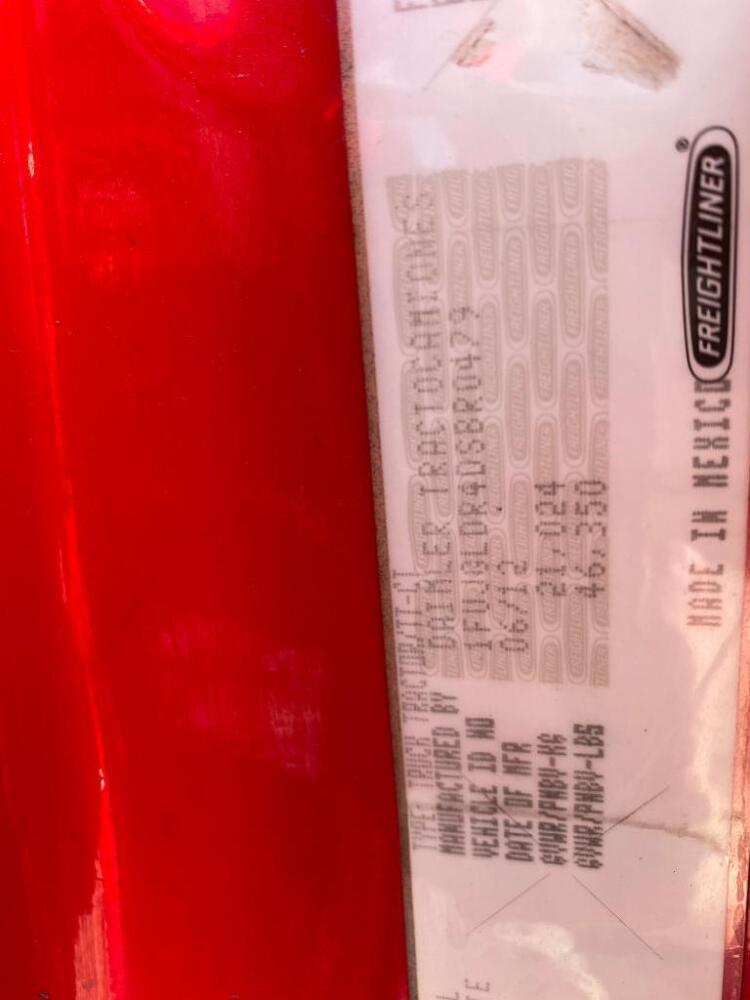 TYPE: TRUCK TRACTOR/TT-CT
MANUFACTURED BY DAIMLER TRACTOCAMIONES
VEHICLE ID NO 1FUJGLDR4DSBR0479
DATE OF MFR 06/12
GVWR/PNBV-KG 21,024
GVWR/PNBV-LBS 46,350
MADE IN MEXICO FREIGHTLINER®